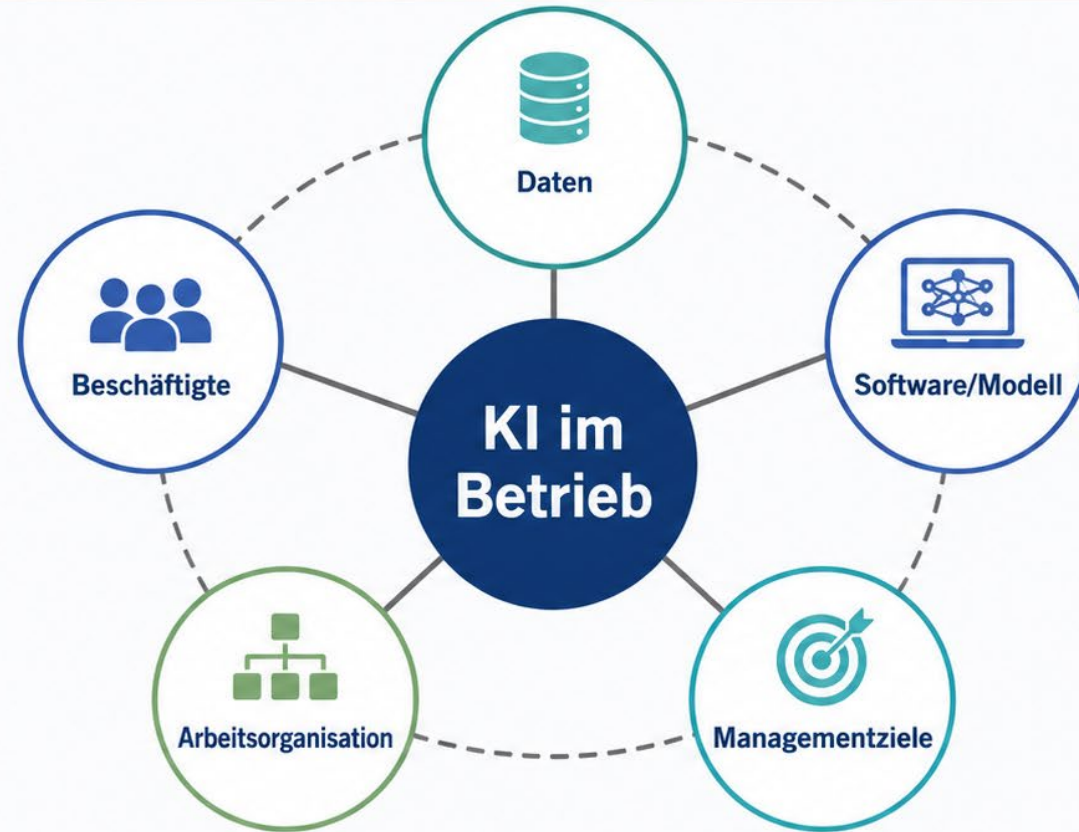 Daten
Beschäftigte
Software/Modell
KI im
Betrieb
Arbeitsorganisation
Managementziele